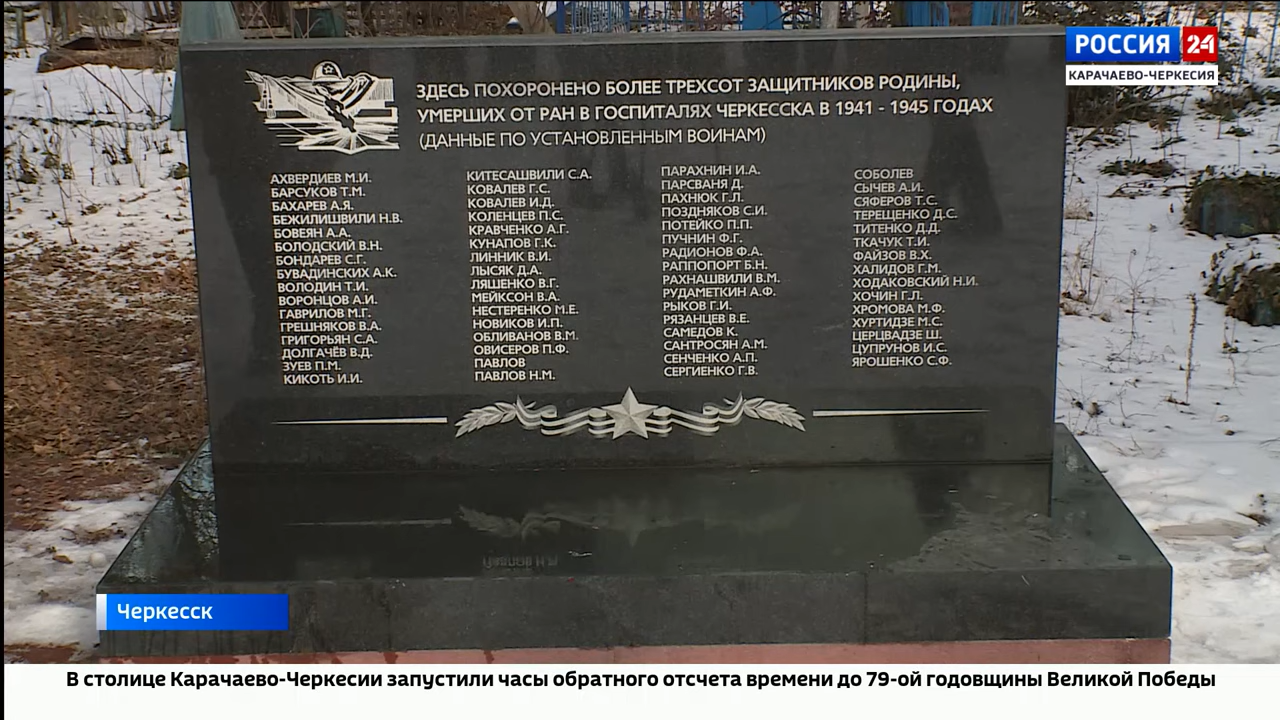 РОССИЯ 24
КАРАЧАЕВО-ЧЕРКЕСИЯ
ЗДЕСЬ ПОХОРОНЕНО БОЛЕЕ ТРЕХСОТ ЗАЩИТНИКОВ РОДИНЫ,
УМЕРШИХ ОТ РАН В ГОСПИТАЛЯХ ЧЕРКЕССКА В 1941 - 1945 ГОДАХ
(ДАННЫЕ ПО УСТАНОВЛЕННЫМ ВОИНАМ)
АХВЕРДИЕВ М.И.
БАРСУКОВ Т.М.
БАХАРЕВ А.Я.
БЕЖИЛИШВИЛИ Н.В.
БОВЕЯН А.А.
БОЛОДСКИЙ В.Н.
БОНДАРЕВ С.Г.
БУВАДИНСКИХ А.К.
ВОЛОДИН Т.И.
ВОРОНЦОВ А.И.
ГАВРИЛОВ М.Г.
ГРЕШНЯКОВ В.А.
ГРИГОРЬЯН С.А.
ДОЛГАЧЁВ В.Д.
ЗУЕВ П.М.
КИКОТЬ И.И.
КИТЕСАШВИЛИ С.А.
КОВАЛЕВ Г.С.
КОВАЛЕВ И.Д.
КОЛЕНЦЕВ П.С.
КРАВЧЕНКО А.Г.
КУНАПОВ Г.К.
ЛИННИК В.И.
ЛЫСЯК Д.А.
ЛЯШЕНКО В.Г.
МЕЙКСОН В.А.
НЕСТЕРЕНКО М.Е.
НОВИКОВ И.П.
ОБЛИВАНОВ В.М.
ОВИСЕРОВ П.Ф.
ПАВЛОВ
ПАВЛОВ Н.М.
ПАРАХНИН И.А.
ПАРСВАНЯ Д.
ПАХНЮК Г.Л.
ПОЗДНЯКОВ С.И.
ПОТЕЙКО П.П.
ПУЧНИН Ф.Г.
РАДИОНОВ Ф.А.
РАППОПОРТ Б.Н.
РАХНАШВИЛИ В.М.
РУДАМЕТКИН А.Ф.
РЫКОВ Г.И.
РЯЗАНЦЕВ В.Е.
САМЕДОВ К.
САНТРОСЯН А.М.
СЕНЧЕНКО А.П.
СЕРГИЕНКО Г.В.
СОБОЛЕВ
СЫЧЕВ А.И.
СЯФЕРОВ Т.С.
ТЕРЕЩЕНКО Д.С.
ТИТЕНКО Д.Д.
ТКАЧУК Т.И.
ФАЙЗОВ В.Х.
ХАЛИДОВ Г.М.
ХОДАКОВСКИЙ Н.И.
ХОЧИН Г.Л.
ХРОМОВА М.Ф.
ХУРТИДЗЕ М.С.
ЦЕРЦВАДЗЕ Ш.
ЦУПРУНОВ И.С.
ЯРОШЕНКО С.Ф.
Черкесск
В столице Карачаево-Черкесии запустили часы обратного отсчета времени до 79-ой годовщины Великой Победы